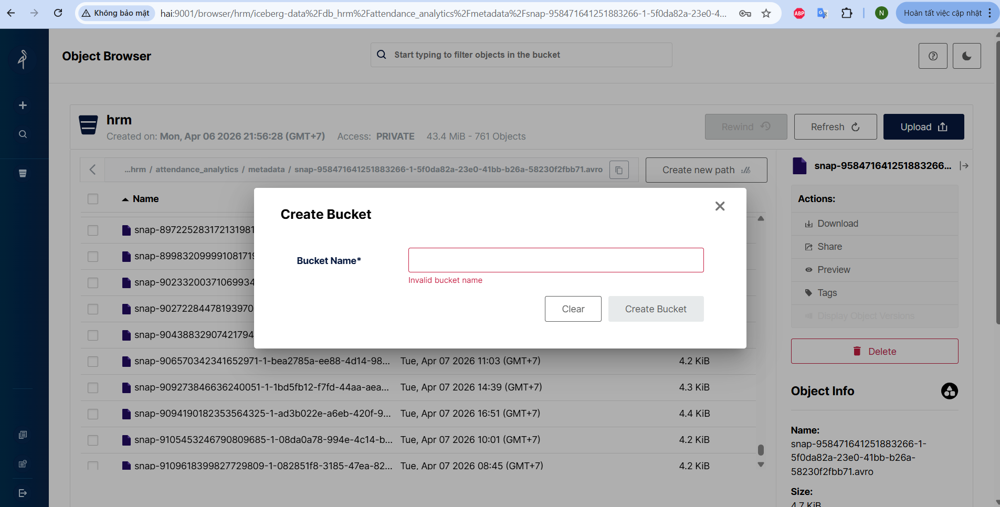 Không bảo mật
hai:9001/browser/hrm/iceberg-data%2Fdb_hrm%2Fattendance_analytics%2Fmetadata%2Fsnap-958471641251883266-1-5f0da82a-23e0-4...
ABP
N
Hoàn tất việc cập nhật
Object Browser
Start typing to filter objects in the bucket
hrm
Created on: Mon, Apr 06 2026 21:56:28 (GMT+7) Access: PRIVATE 43.4 MiB - 761 Objects
Rewind
Refresh
Upload
...hrm / attendance_analytics / metadata / snap-958471641251883266-1-5f0da82a-23e0-41bb-b26a-58230f2fbb71.avro
Create new path
Name
snap-897225283172131981
snap-899832099991081719
snap-90233200371069934
snap-90272284478193970
snap-90438832907421794
snap-906570342341652971-1-bea2785a-ee88-4d14-98... Tue, Apr 07 2026 11:03 (GMT+7) 4.2 KiB
snap-909273846636240051-1-1bd5fb12-f7fd-44aa-aea... Tue, Apr 07 2026 14:39 (GMT+7) 4.3 KiB
snap-9094190182353564325-1-ad3b022e-a6eb-420f-9... Tue, Apr 07 2026 16:51 (GMT+7) 4.4 KiB
snap-9105453246790809685-1-08da0a78-994e-4c14-b... Tue, Apr 07 2026 10:01 (GMT+7) 4.2 KiB
snap-9109618399827729809-1-082851f8-3185-47ea-82... Tue, Apr 07 2026 08:45 (GMT+7) 4.2 KiB
Create Bucket
Bucket Name*
Invalid bucket name
Clear
Create Bucket
snap-958471641251883266...
Actions:
Download
Share
Preview
Tags
Display Object Versions
Delete
Object Info
Name:
snap-958471641251883266-1-
5f0da82a-23e0-41bb-b26a-
58230f2fbb71.avro
Size:
4.7 KiB